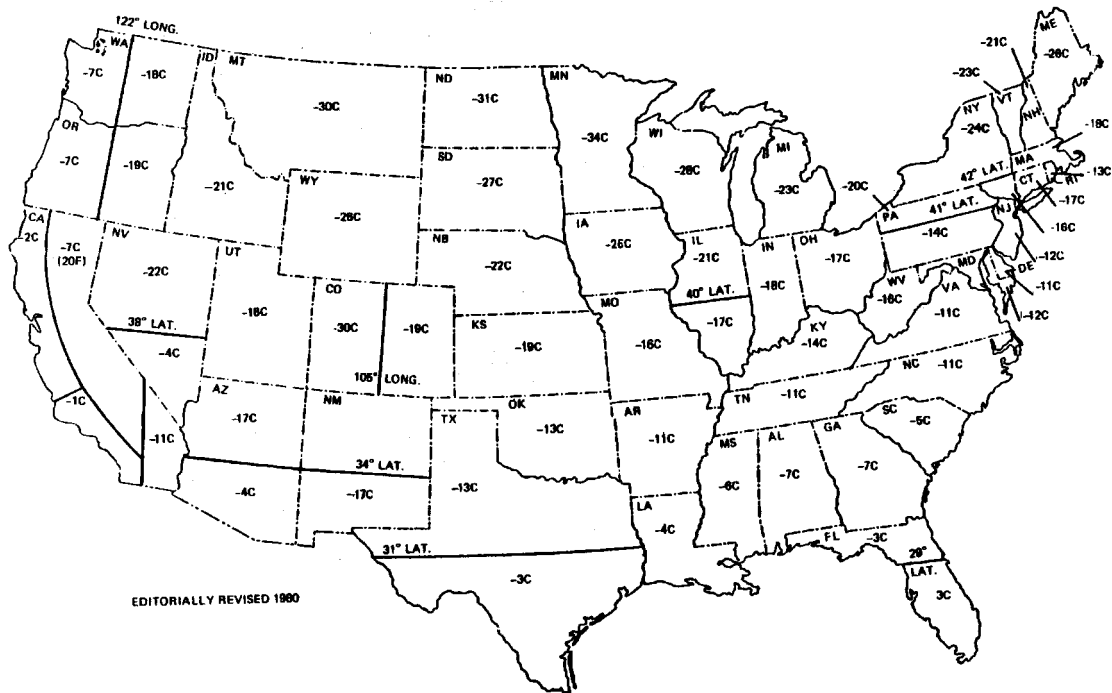 122° LONG.
WA
-7C
-18C
ID
MT
-30C
ND
-31C
MN
-34C
ME
-26C
-21C
-23C
NY
VT
NH
-24C
-18C
MA
42° LAT.
CT
RI
-13C
-17C
-16C
OR
-7C
-19C
-21C
WY
-26C
SD
-27C
WI
-28C
MI
-23C
-20C
PA
41° LAT.
NJ
-14C
-12C
CA
-2C
-7C
(20F)
NV
-22C
UT
-18C
NB
-22C
IA
-25C
IL
-21C
IN
-18C
OH
-17C
WV
-16C
MD
DE
-11C
VA
-11C
-12C
38° LAT.
-4C
CO
-30C
-19C
105° LONG.
KS
-19C
MO
-16C
40° LAT.
-17C
KY
-14C
-1C
-11C
AZ
-17C
NM
34° LAT.
-4C
-17C
TX
-13C
OK
-13C
AR
-11C
TN
-11C
NC
-11C
SC
-5C
MS
-6C
AL
-7C
GA
-7C
LA
-4C
31° LAT.
-3C
FL
-3C
29°
LAT.
3C
EDITORIALLY REVISED 1980